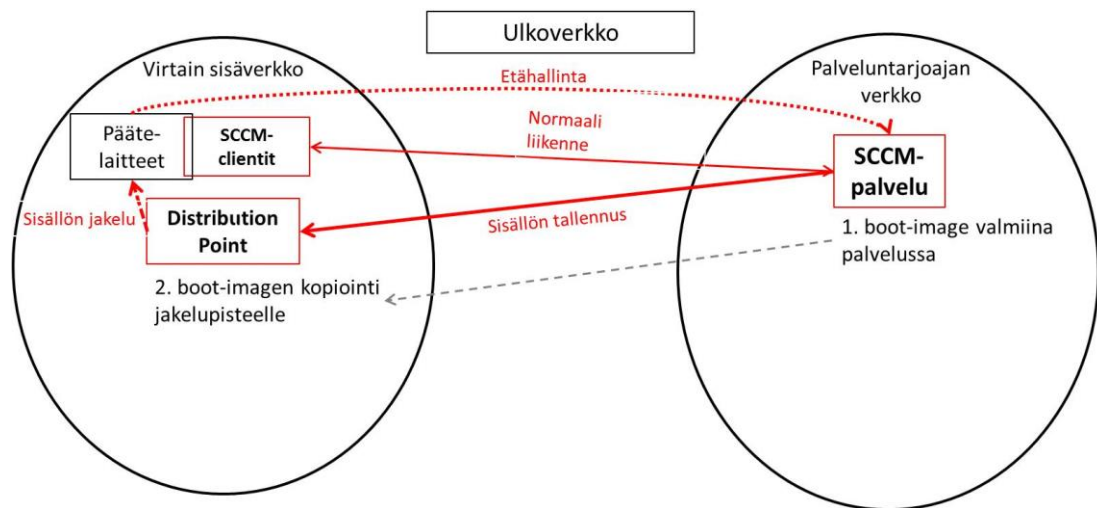 Ulkoverkko
Virtain sisäverkko
Etähallinta
Palveluntarjoajan
verkko
Pääte-
laitteet
SCCM-
clientit
Normaali
liikenne
SCCM-
palvelu
Sisällön jakelu
Distribution
Point
Sisällön tallennus
1. boot-image valmiina
palvelussa
2. boot-imagen kopiointi
jakelupisteelle